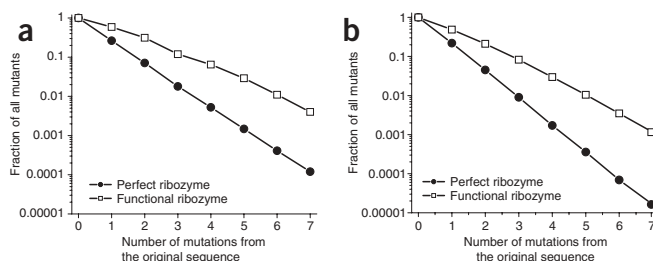 a
Fraction of all mutants
1
0.1
0.01
0.001
0.0001
0.00001
Perfect ribozyme
Functional ribozyme
0 1 2 3 4 5 6 7
Number of mutations from
the original sequence
b
Fraction of all mutants
1
0.1
0.01
0.001
0.0001
0.00001
Perfect ribozyme
Functional ribozyme
0 1 2 3 4 5 6 7
Number of mutations from
the original sequence